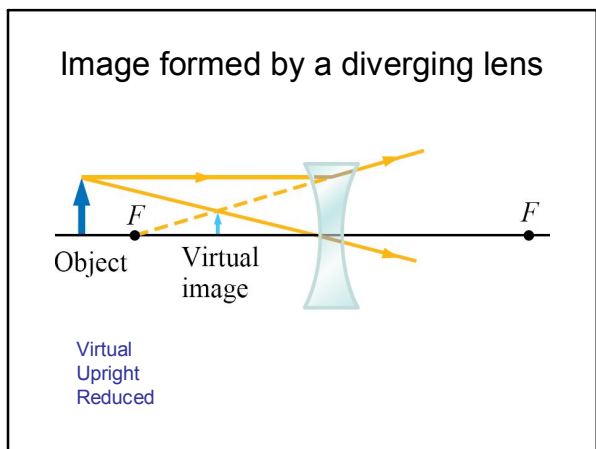 Image formed by a diverging lens
F
F
Object
Virtual
image
Virtual
Upright
Reduced